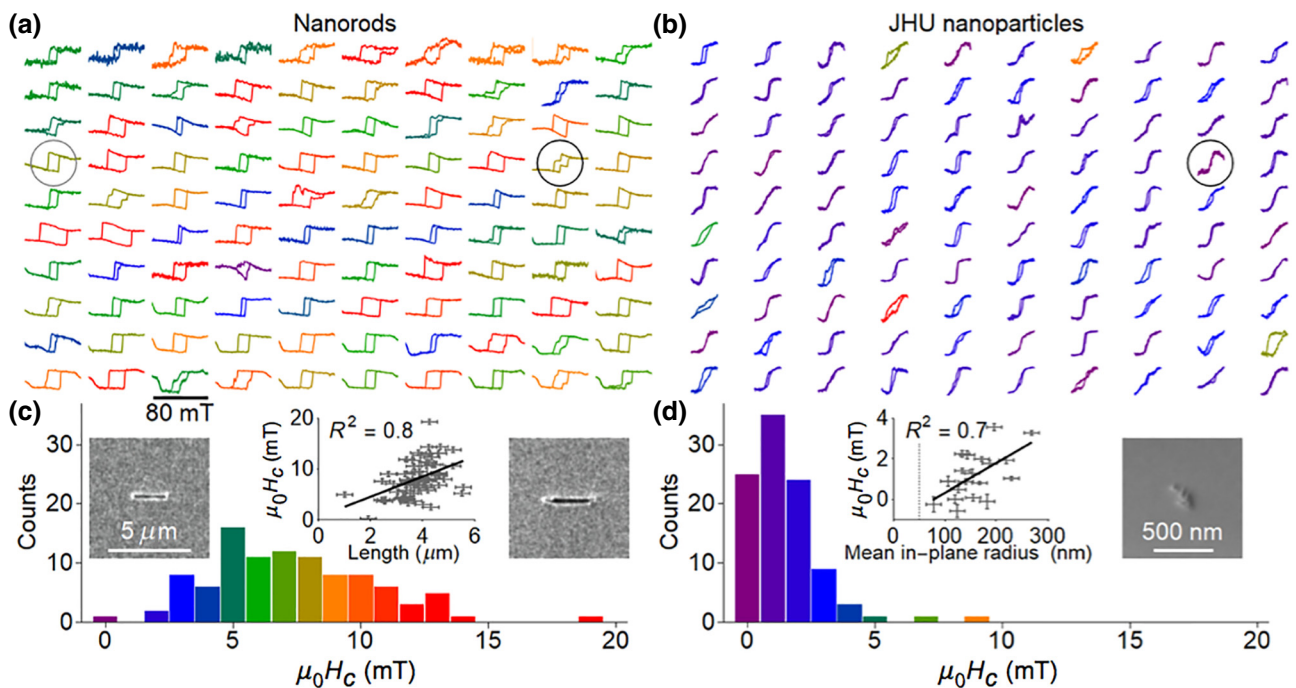 (a) Nanorods
(b) JHU nanoparticles
80 mT
(c)
Counts
30
20
10
0
5 μm
R² = 0.8
μ₀H_C (mT)
20
10
0
0 2 4 6
Length (μm)
0 5 10 15 20
μ₀H_C (mT)
(d)
Counts
30
20
10
0
R² = 0.7
μ₀H_C (mT)
4
2
0
0 100 200 300
Mean in−plane radius (nm)
500 nm
0 5 10 15 20
μ₀H_C (mT)